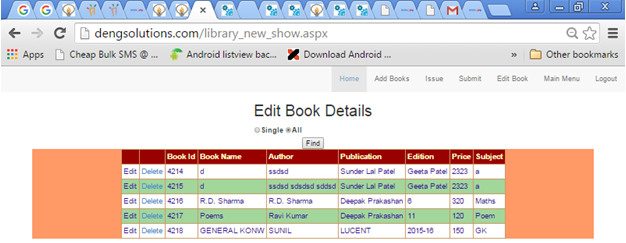 dengsolutions.com/library_new_show.aspx
Apps Cheap Bulk SMS @ ... Android listview bac... Download Android ... » Other bookmarks
Home Add Books Issue Submit Edit Book Main Menu Logout
Edit Book Details
Single All
Find
Book Id Book Name Author Publication Edition Price Subject
Edit Delete 4214 d ssdsd Sunder Lal Patel Geeta Patel 2323 a
Edit Delete 4215 d ssdsd sdsdsd sddsd Sunder Lal Patel Geeta Patel 2323 a
Edit Delete 4216 R.D. Sharma R.D. Sharma Deepak Prakashan 6 320 Maths
Edit Delete 4217 Poems Ravi Kumar Deepak Prakashan 11 120 Poem
Edit Delete 4218 GENERAL KONW SUNIL LUCENT 2015-16 150 GK